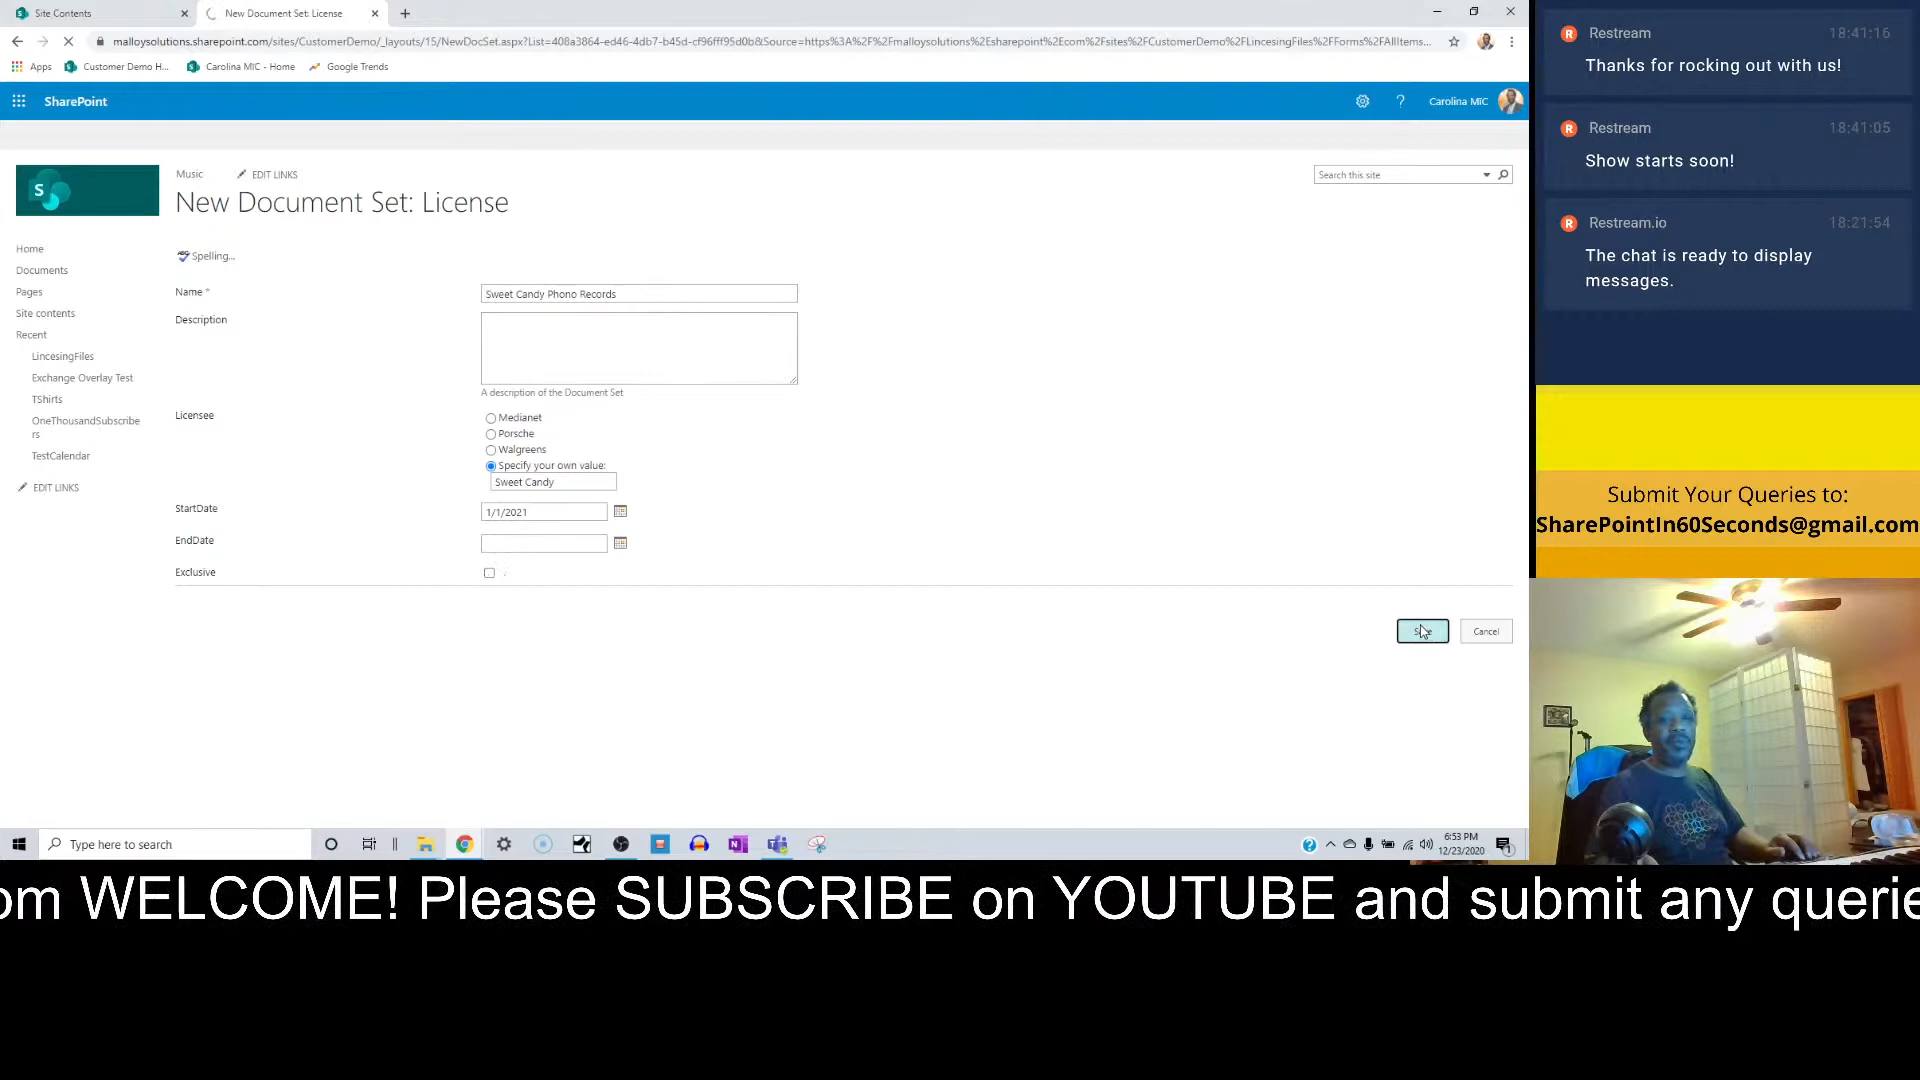 Site Contents
New Document Set: License
malloysolutions.sharepoint.com/sites/CustomerDemo/_layouts/15/NewDocSet.aspx?List=408a3864-ed46-4db7-b45d-cf96fff95d0b&Source=https%3A%2F%2Fmalloysolutions%2Esharepoint%2Ecom%2Fsites%2FCustomerDemo%2FLincesingFiles%2FForms%2FAllItems...
Apps
Customer Demo H...
Carolina MIC - Home
Google Trends
SharePoint
Carolina MIC
Music
EDIT LINKS
Search this site
New Document Set: License
Home
Documents
Pages
Site contents
Recent
LincesingFiles
Exchange Overlay Test
TShirts
OneThousandSubscribe
rs
TestCalendar
EDIT LINKS
Spelling...
Name *
Sweet Candy Phono Records
Description
A description of the Document Set
Licensee
Medianet
Porsche
Walgreens
Specify your own value:
Sweet Candy
StartDate
1/1/2021
EndDate
Exclusive
Cancel
Type here to search
6:53 PM
12/23/2020
Restream
18:41:16
Thanks for rocking out with us!
Restream
18:41:05
Show starts soon!
Restream.io
18:21:54
The chat is ready to display
messages.
Submit Your Queries to:
SharePointIn60Seconds@gmail.com
om WELCOME! Please SUBSCRIBE on YOUTUBE and submit any querie